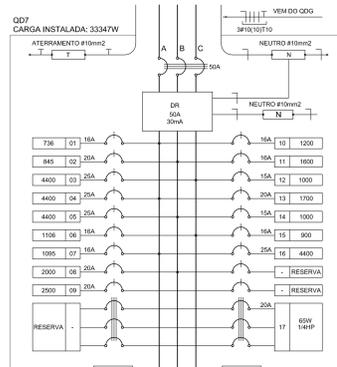 QD7
CARGA INSTALADA: 33347W
VEM DO QDG
3#10(10)T10
ATERRAMENTO #10mm2
T
A B C
50A
NEUTRO #10mm2
N
DR
50A
30mA
NEUTRO #10mm2
N
736 01 16A 16A 10 1200
845 02 20A 16A 11 1600
4400 03 25A 15A 12 1000
4400 04 25A 20A 13 1700
4400 05 25A 15A 14 1000
1106 06 16A 16A 15 900
1095 07 16A 25A 16 4400
2000 08 20A - RESERVA
2500 09 20A - RESERVA
RESERVA - 20A 17 65W
1/4HP